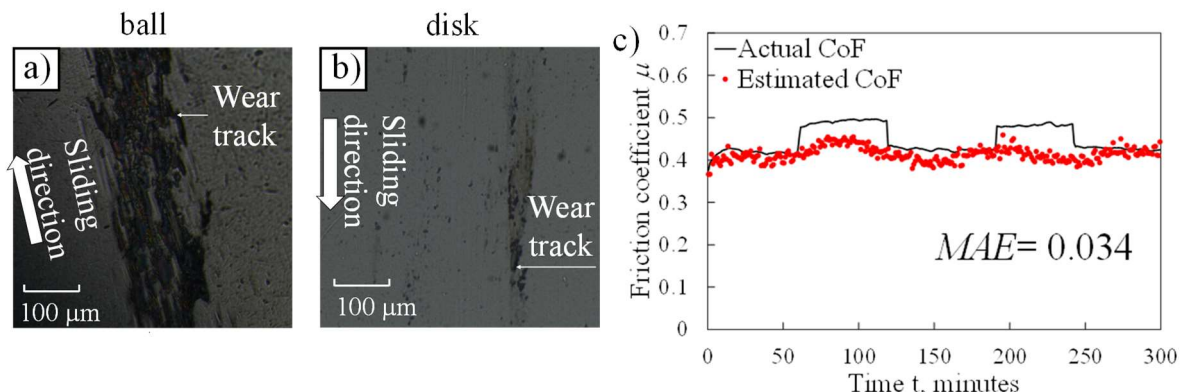 ball
disk
a)
Wear
track
Sliding
direction
100 μm
b)
Sliding
direction
Wear
track
100 μm
c)
0.7
0.6
0.5
0.4
0.3
0.2
0.1
0
Friction coefficient μ
Actual CoF
Estimated CoF
MAE= 0.034
0 50 100 150 200 250 300
Time t, minutes